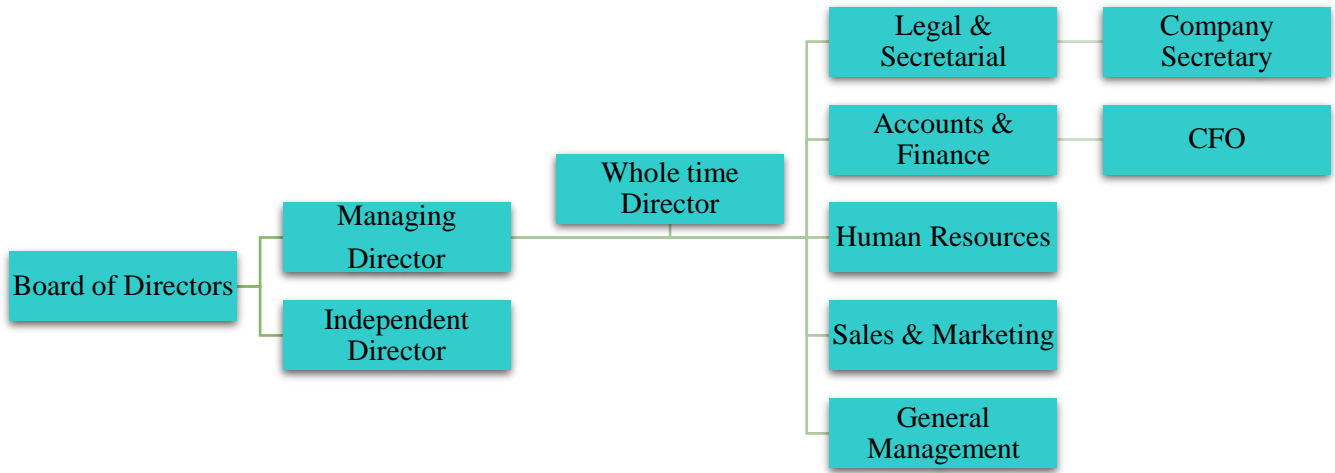 Board of Directors
Managing
Director
Independent
Director
Whole time
Director
Legal &
Secretarial
Company
Secretary
Accounts &
Finance
CFO
Human Resources
Sales & Marketing
General
Management